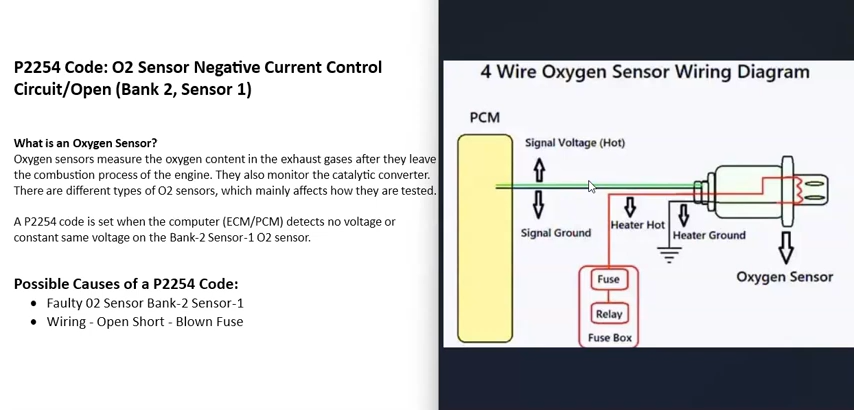 P2254 Code: O2 Sensor Negative Current Control
Circuit/Open (Bank 2, Sensor 1)
What is an Oxygen Sensor?
Oxygen sensors measure the oxygen content in the exhaust gases after they leave
the combustion process of the engine. They also monitor the catalytic converter.
There are different types of O2 sensors, which mainly affects how they are tested.
A P2254 code is set when the computer (ECM/PCM) detects no voltage or
constant same voltage on the Bank-2 Sensor-1 O2 sensor.
Possible Causes of a P2254 Code:
• Faulty 02 Sensor Bank-2 Sensor-1
• Wiring - Open Short - Blown Fuse
4 Wire Oxygen Sensor Wiring Diagram
PCM
Signal Voltage (Hot)
Signal Ground
Heater Hot
Heater Ground
Oxygen Sensor
Fuse
Relay
Fuse Box